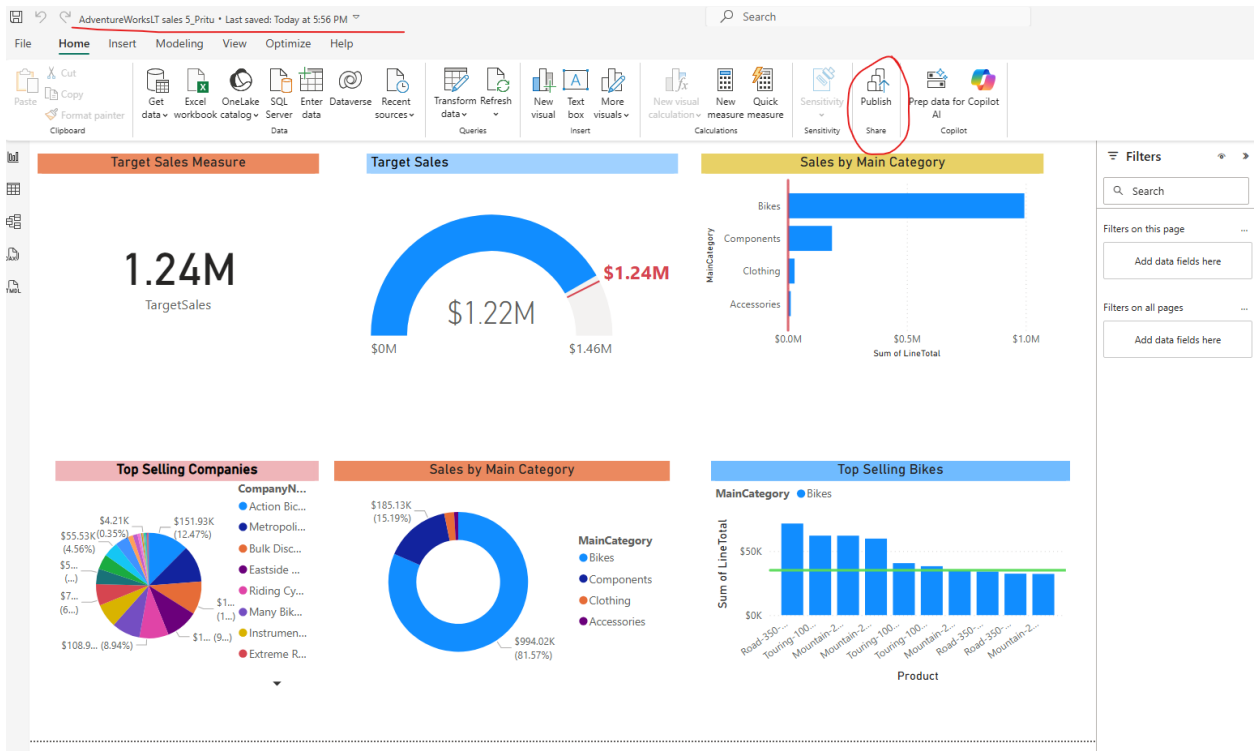 AdventureWorksLT sales 5_Pritu • Last saved: Today at 5:56 PM
Search
File Home Insert Modeling View Optimize Help
Paste
Cut
Copy
Format painter
Clipboard
Get data
Excel workbook
OneLake catalog
SQL Server
Enter data
Dataverse
Recent sources
Data
Transform data
Refresh
Queries
New visual
Text box
More visuals
Insert
New visual calculation
New measure
Quick measure
Calculations
Sensitivity
Sensitivity
Publish
Share
Prep data for AI
Copilot
Copilot
Target Sales Measure
1.24M
TargetSales
Target Sales
$1.24M
$1.22M
$0M
$1.46M
Sales by Main Category
MainCategory
Bikes
Components
Clothing
Accessories
$0.0M $0.5M $1.0M
Sum of LineTotal
Filters
Search
Filters on this page ...
Add data fields here
Filters on all pages ...
Add data fields here
Top Selling Companies
CompanyN...
Action Bic...
Metropoli...
Bulk Disc...
Eastside ...
Riding Cy...
Many Bik...
Instrumen...
Extreme R...
$4.21K
(0.35%)
$151.93K
(12.47%)
$55.53K
(4.56%)
$5...
(...)
$7...
(6...)
$108.9... (8.94%)
$1... (9...)
$1...
(1...)
Sales by Main Category
$185.13K
(15.19%)
$994.02K
(81.57%)
MainCategory
Bikes
Components
Clothing
Accessories
Top Selling Bikes
MainCategory Bikes
Sum of LineTotal
$50K
$0K
Road-350-...
Touring-100...
Mountain-2...
Mountain-2...
Touring-100...
Touring-100...
Mountain-2...
Road-350-...
Road-350-...
Mountain-2...
Product